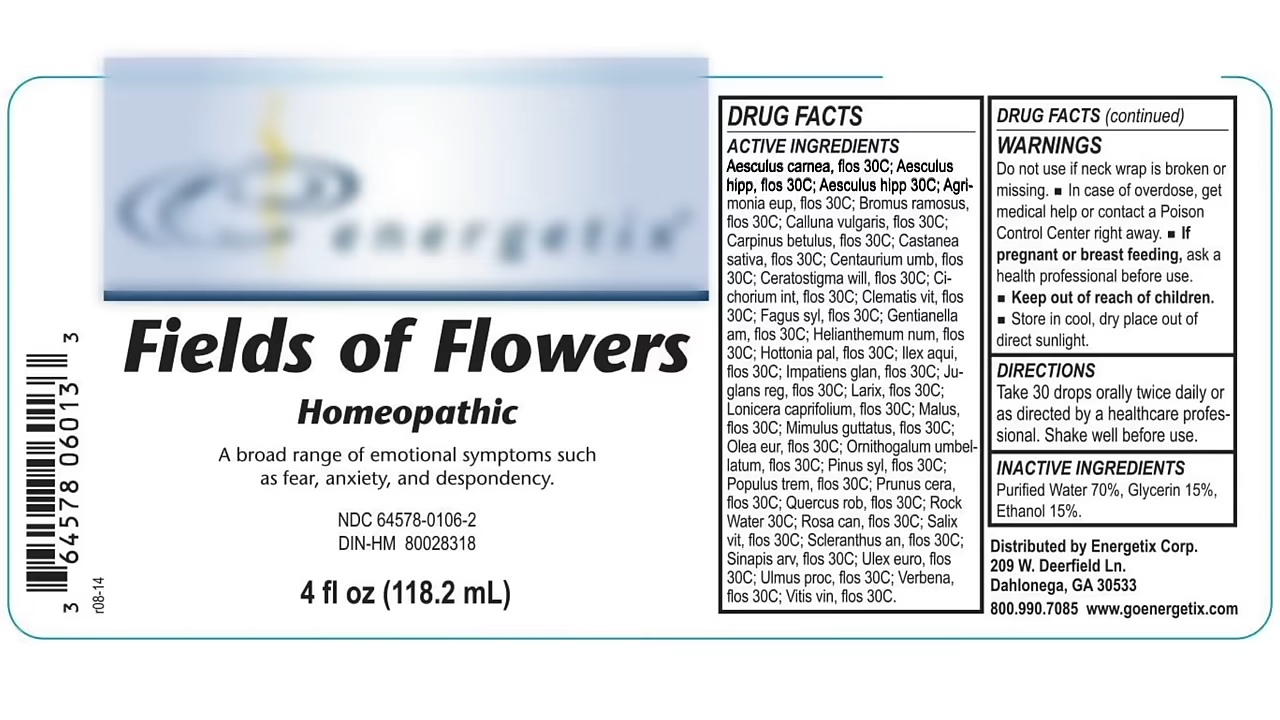 energetix
Fields of Flowers
Homeopathic
A broad range of emotional symptoms such
as fear, anxiety, and despondency.
NDC 64578-0106-2
DIN-HM 80028318
4 fl oz (118.2 mL)
3 64578 06013 3
r08-14
DRUG FACTS
ACTIVE INGREDIENTS
Aesculus carnea, flos 30C; Aesculus
hipp, flos 30C; Aesculus hipp 30C; Agri-
monia eup, flos 30C; Bromus ramosus,
flos 30C; Calluna vulgaris, flos 30C;
Carpinus betulus, flos 30C; Castanea
sativa, flos 30C; Centaurium umb, flos
30C; Ceratostigma will, flos 30C; Ci-
chorium int, flos 30C; Clematis vit, flos
30C; Fagus syl, flos 30C; Gentianella
am, flos 30C; Helianthemum num, flos
30C; Hottonia pal, flos 30C; Ilex aqui,
flos 30C; Impatiens glan, flos 30C; Ju-
glans reg, flos 30C; Larix, flos 30C;
Lonicera caprifolium, flos 30C; Malus,
flos 30C; Mimulus guttatus, flos 30C;
Olea eur, flos 30C; Ornithogalum umbel-
latum, flos 30C; Pinus syl, flos 30C;
Populus trem, flos 30C; Prunus cera,
flos 30C; Quercus rob, flos 30C; Rock
Water 30C; Rosa can, flos 30C; Salix
vit, flos 30C; Scleranthus an, flos 30C;
Sinapis arv, flos 30C; Ulex euro, flos
30C; Ulmus proc, flos 30C; Verbena,
flos 30C; Vitis vin, flos 30C.
DRUG FACTS (continued)
WARNINGS
Do not use if neck wrap is broken or
missing. ■ In case of overdose, get
medical help or contact a Poison
Control Center right away. ■ If
pregnant or breast feeding, ask a
health professional before use.
■ Keep out of reach of children.
■ Store in cool, dry place out of
direct sunlight.
DIRECTIONS
Take 30 drops orally twice daily or
as directed by a healthcare profes-
sional. Shake well before use.
INACTIVE INGREDIENTS
Purified Water 70%, Glycerin 15%,
Ethanol 15%.
Distributed by Energetix Corp.
209 W. Deerfield Ln.
Dahlonega, GA 30533
800.990.7085 www.goenergetix.com